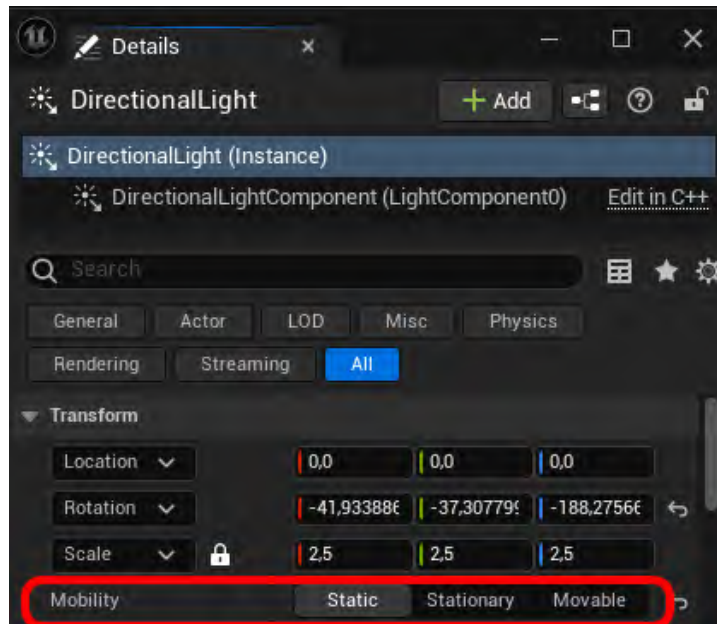 Details
DirectionalLight
Add
DirectionalLight (Instance)
DirectionalLightComponent (LightComponent0) Edit in C++
Search
General Actor LOD Misc Physics
Rendering Streaming All
Transform
Location 0,0 0,0 0,0
Rotation -41,933886 -37,307799 -188,27566
Scale 2,5 2,5 2,5
Mobility Static Stationary Movable